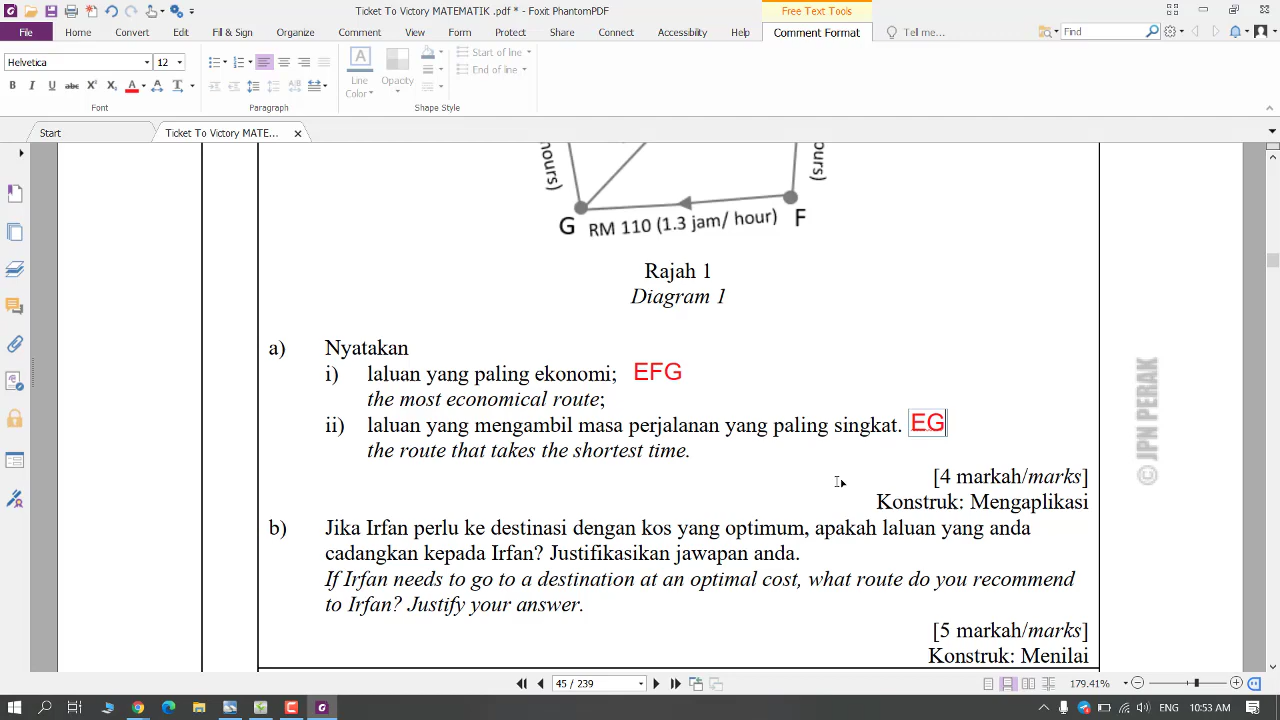 Ticket To Victory MATEMATIK .pdf * - Foxit PhantomPDF
Free Text Tools
File Home Convert Edit Fill & Sign Organize Comment View Form Protect Share Connect Accessibility Help Comment Format Tell me... Find
Helvetica 12
Line Color
Opacity
Start of line
End of line
Font Paragraph Shape Style
Start
Ticket To Victory MATE...
hours)
ours)
G
RM 110 (1.3 jam/ hour)
F
Rajah 1
Diagram 1
a) Nyatakan
i) laluan yang paling ekonomi; EFG
the most economical route;
ii) laluan yang mengambil masa perjalanan yang paling singkat. EG
the route that takes the shortest time.
[4 markah/marks]
Konstruk: Mengaplikasi
b) Jika Irfan perlu ke destinasi dengan kos yang optimum, apakah laluan yang anda
cadangkan kepada Irfan? Justifikasikan jawapan anda.
If Irfan needs to go to a destination at an optimal cost, what route do you recommend
to Irfan? Justify your answer.
[5 markah/marks]
Konstruk: Menilai
© JPN PERAK
45 / 239
179.41%
ENG 10:53 AM